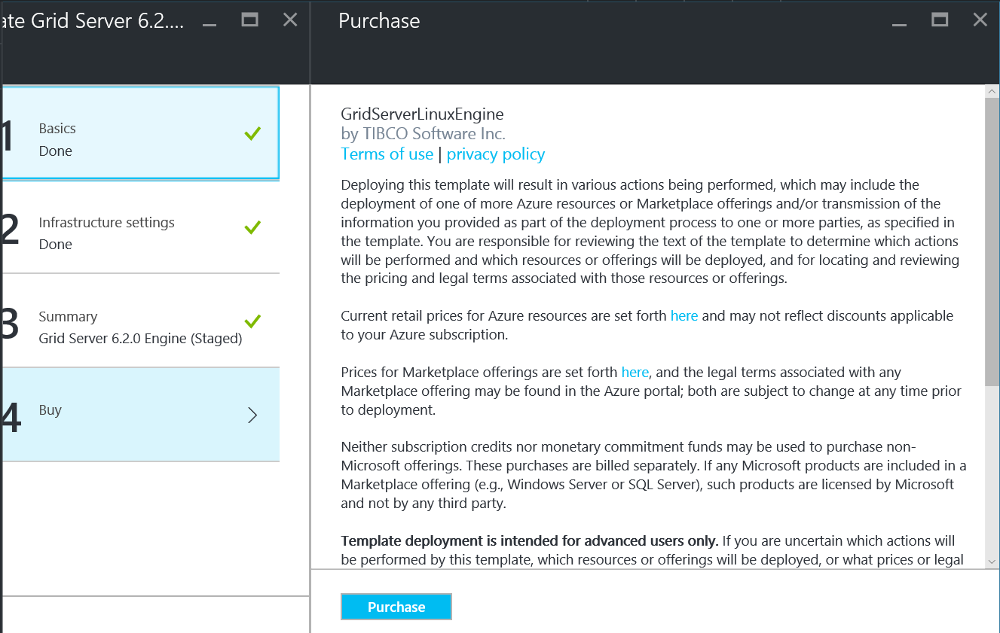 ate Grid Server 6.2....
1
Basics
Done
2
Infrastructure settings
Done
3
Summary
Grid Server 6.2.0 Engine (Staged)
4
Buy
Purchase
GridServerLinuxEngine
by TIBCO Software Inc.
Terms of use | privacy policy
Deploying this template will result in various actions being performed, which may include the
deployment of one of more Azure resources or Marketplace offerings and/or transmission of the
information you provided as part of the deployment process to one or more parties, as specified in
the template. You are responsible for reviewing the text of the template to determine which actions
will be performed and which resources or offerings will be deployed, and for locating and reviewing
the pricing and legal terms associated with those resources or offerings.
Current retail prices for Azure resources are set forth here and may not reflect discounts applicable
to your Azure subscription.
Prices for Marketplace offerings are set forth here, and the legal terms associated with any
Marketplace offering may be found in the Azure portal; both are subject to change at any time prior
to deployment.
Neither subscription credits nor monetary commitment funds may be used to purchase non-
Microsoft offerings. These purchases are billed separately. If any Microsoft products are included in a
Marketplace offering (e.g., Windows Server or SQL Server), such products are licensed by Microsoft
and not by any third party.
Template deployment is intended for advanced users only. If you are uncertain which actions will
be performed by this template, which resources or offerings will be deployed, or what prices or legal
Purchase